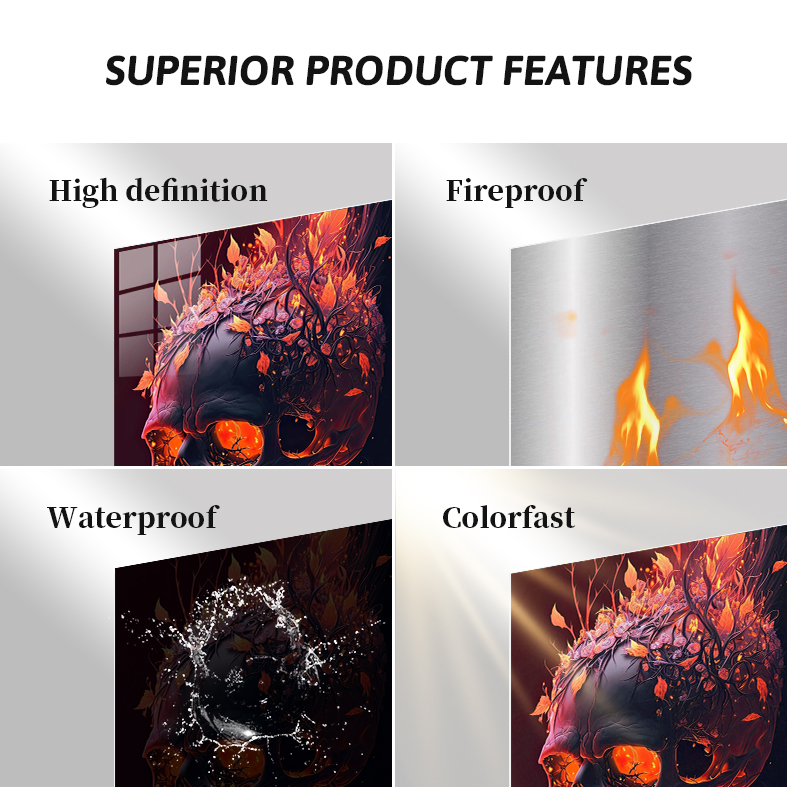 SUPERIOR PRODUCT FEATURES
High definition
Fireproof
Waterproof
Colorfast